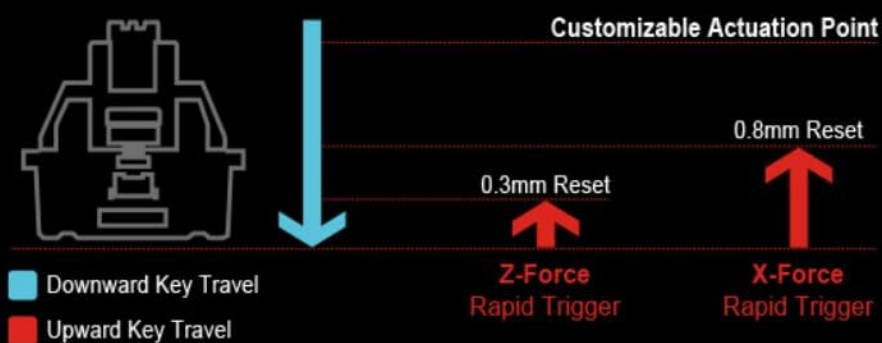 Customizable Actuation Point
0.8mm Reset
0.3mm Reset
Z-Force
Rapid Trigger
X-Force
Rapid Trigger
Downward Key Travel
Upward Key Travel